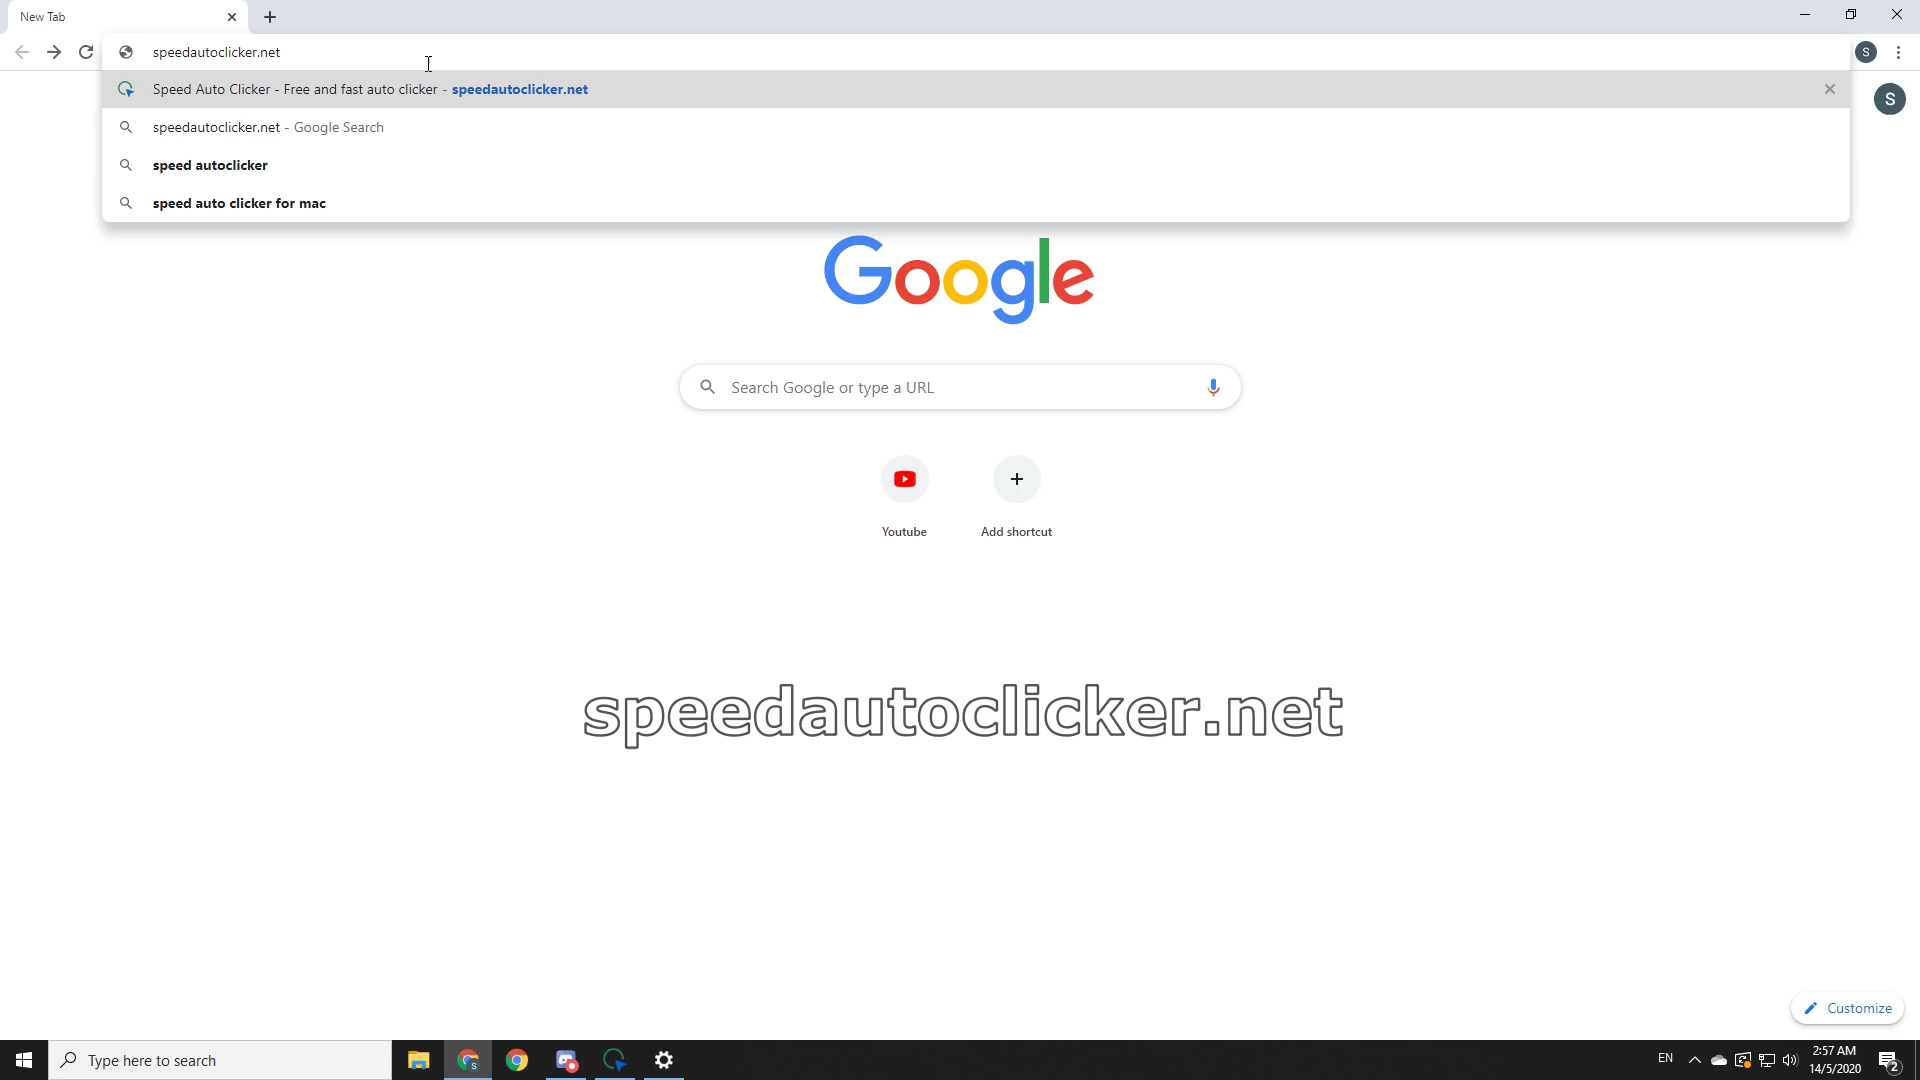 New Tab
speedautoclicker.net
S
Speed Auto Clicker - Free and fast auto clicker - speedautoclicker.net
S
speedautoclicker.net - Google Search
speed autoclicker
speed auto clicker for mac
Google
Search Google or type a URL
Youtube
Add shortcut
speedautoclicker.net
Customize
Type here to search
S
EN
2:57 AM
14/5/2020
2